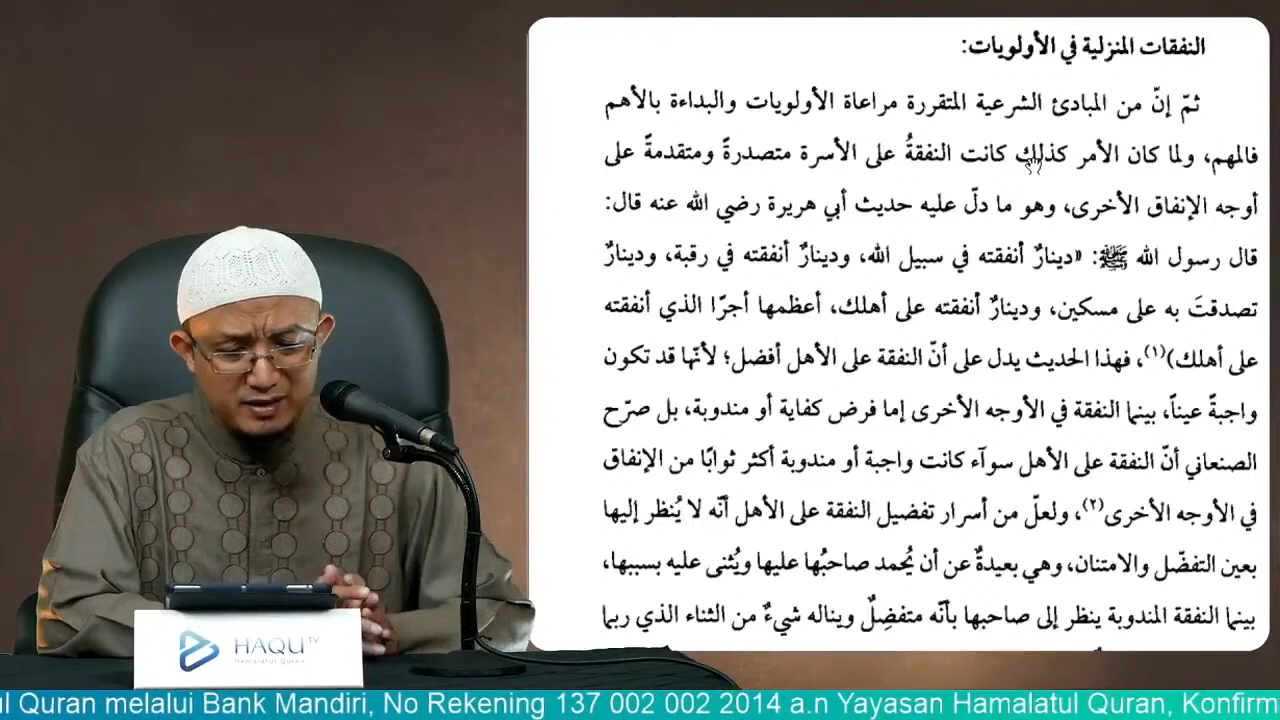 النفقات المنزلية في الأولويات:
ثمّ إنّ من المبادئ الشرعية المتقررة مراعاة الأولويات والبداءة بالأهم
فالمهم، ولما كان الأمر كذلك كانت النفقةُ على الأسرة متصدرةً ومتقدمةً على
أوجه الإنفاق الأخرى، وهو ما دلّ عليه حديث أبي هريرة رضي الله عنه قال:
قال رسول الله ﷺ: «دينارٌ أنفقته في سبيل الله، ودينارٌ أنفقته في رقبة، ودينارٌ
تصدقتَ به على مسكين، ودينارٌ أنفقته على أهلك، أعظمها أجرًا الذي أنفقته
على أهلك)(١)، فهذا الحديث يدل على أنّ النفقة على الأهل أفضل؛ لأنّها قد تكون
واجبةً عيناً، بينما النفقة في الأوجه الأخرى إما فرض كفاية أو مندوبة، بل صرّح
الصنعاني أنّ النفقة على الأهل سوآء كانت واجبة أو مندوبة أكثر ثوابًا من الإنفاق
في الأوجه الأخرى(٢)، ولعلّ من أسرار تفضيل النفقة على الأهل أنّه لا يُنظر إليها
بعين التفضّل والامتنان، وهي بعيدةٌ عن أن يُحمد صاحبُها عليها ويُثنى عليه بسببها،
بينما النفقة المندوبة ينظر إلى صاحبها بأنّه متفضِلٌ ويناله شيءٌ من الثناء الذي ربما
HAQU TV
Hamalatul Quran
ul Quran melalui Bank Mandiri, No Rekening 137 002 002 2014 a.n Yayasan Hamalatul Quran, Konfirm